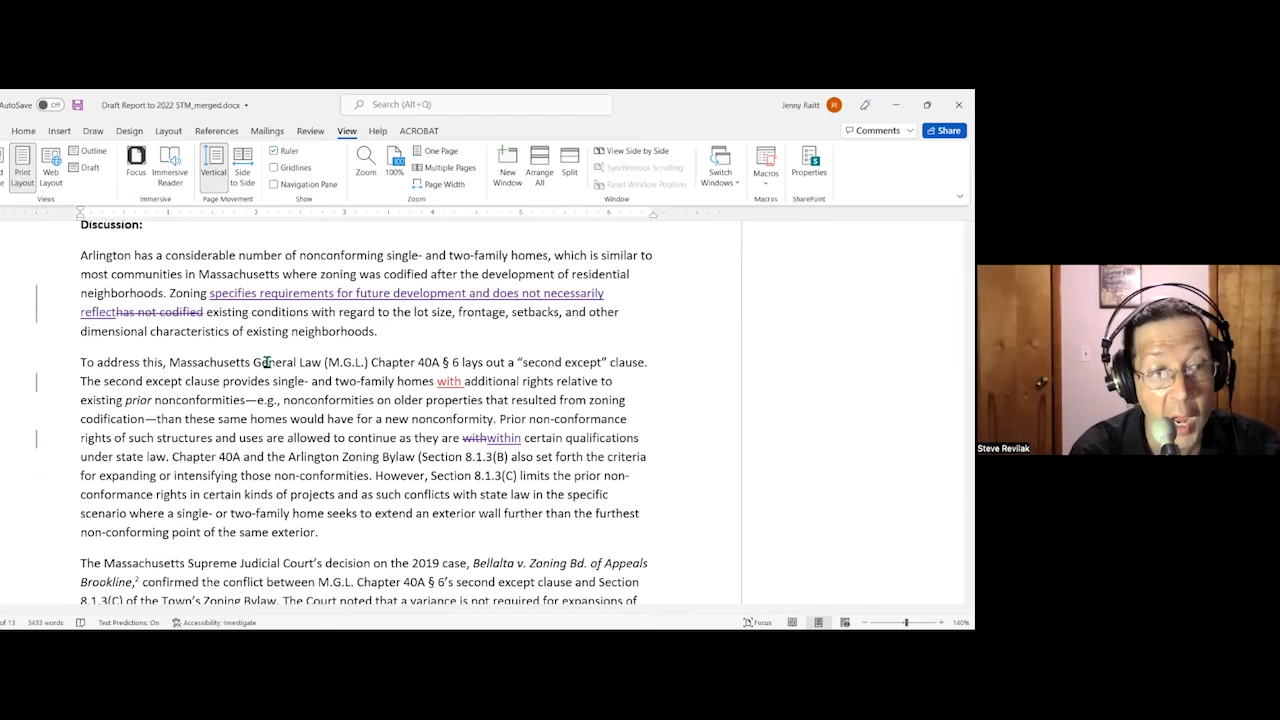 AutoSave Off Draft Report to 2022 STM_merged.docx Search (Alt+Q) Jenny Raitt JR
Home Insert Draw Design Layout References Mailings Review View Help ACROBAT Comments Share
Print Layout Web Layout Outline Draft Focus Immersive Reader Vertical Side to Side Ruler Gridlines Navigation Pane Zoom 100% One Page Multiple Pages Page Width New Window Arrange All Split View Side by Side Synchronous Scrolling Reset Window Position Switch Windows Macros Properties
Views Immersive Page Movement Show Zoom Window Macros SharePoint
1 2 3 4 5 6
Discussion:
Arlington has a considerable number of nonconforming single- and two-family homes, which is similar to
most communities in Massachusetts where zoning was codified after the development of residential
neighborhoods. Zoning specifies requirements for future development and does not necessarily
reflecthas not codified existing conditions with regard to the lot size, frontage, setbacks, and other
dimensional characteristics of existing neighborhoods.
To address this, Massachusetts General Law (M.G.L.) Chapter 40A § 6 lays out a “second except” clause.
The second except clause provides single- and two-family homes with additional rights relative to
existing prior nonconformities—e.g., nonconformities on older properties that resulted from zoning
codification—than these same homes would have for a new nonconformity. Prior non-conformance
rights of such structures and uses are allowed to continue as they are withwithin certain qualifications
under state law. Chapter 40A and the Arlington Zoning Bylaw (Section 8.1.3(B) also set forth the criteria
for expanding or intensifying those non-conformities. However, Section 8.1.3(C) limits the prior non-
conformance rights in certain kinds of projects and as such conflicts with state law in the specific
scenario where a single- or two-family home seeks to extend an exterior wall further than the furthest
non-conforming point of the same exterior.
The Massachusetts Supreme Judicial Court’s decision on the 2019 case, Bellalta v. Zoning Bd. of Appeals
Brookline,2 confirmed the conflict between M.G.L. Chapter 40A § 6’s second except clause and Section
8.1.3(C) of the Town’s Zoning Bylaw. The Court noted that a variance is not required for expansions of
of 13 3433 words Text Predictions: On Accessibility: Investigate Focus 140%
Steve Revilak